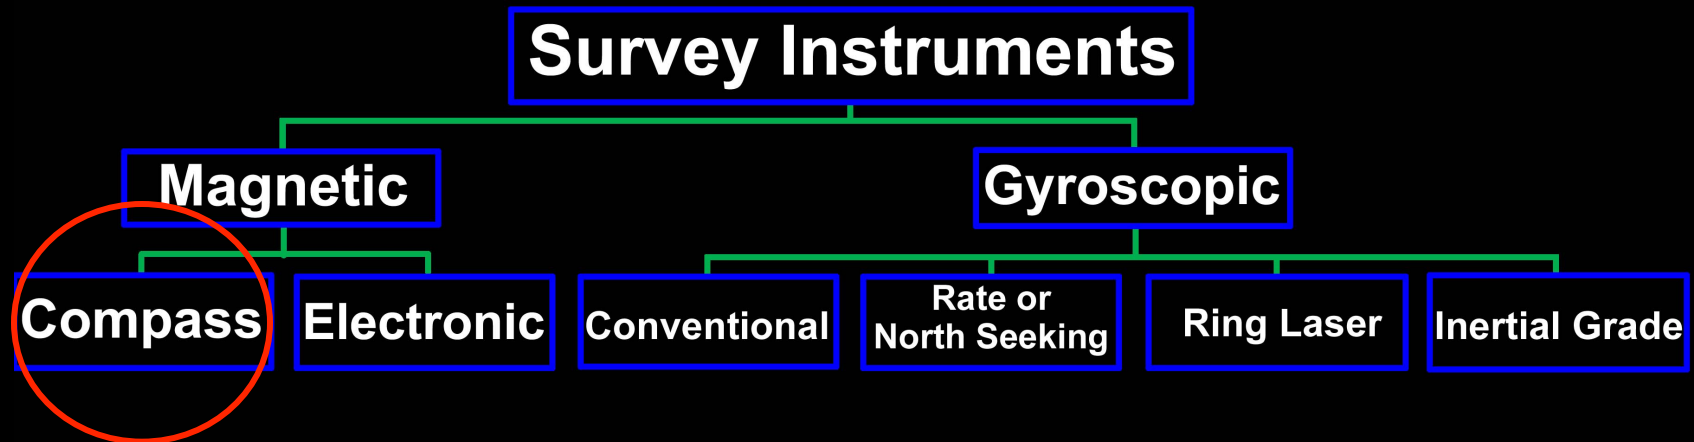 Survey Instruments
Magnetic
Gyroscopic
Compass
Electronic
Conventional
Rate or
North Seeking
Ring Laser
Inertial Grade